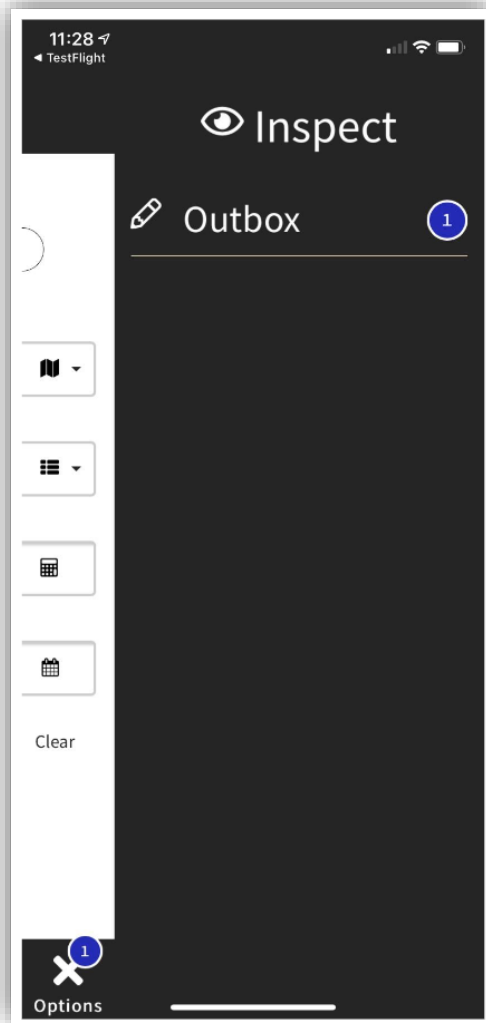 11:28
◄ TestFlight
Inspect
Outbox
1
Clear
1
Options